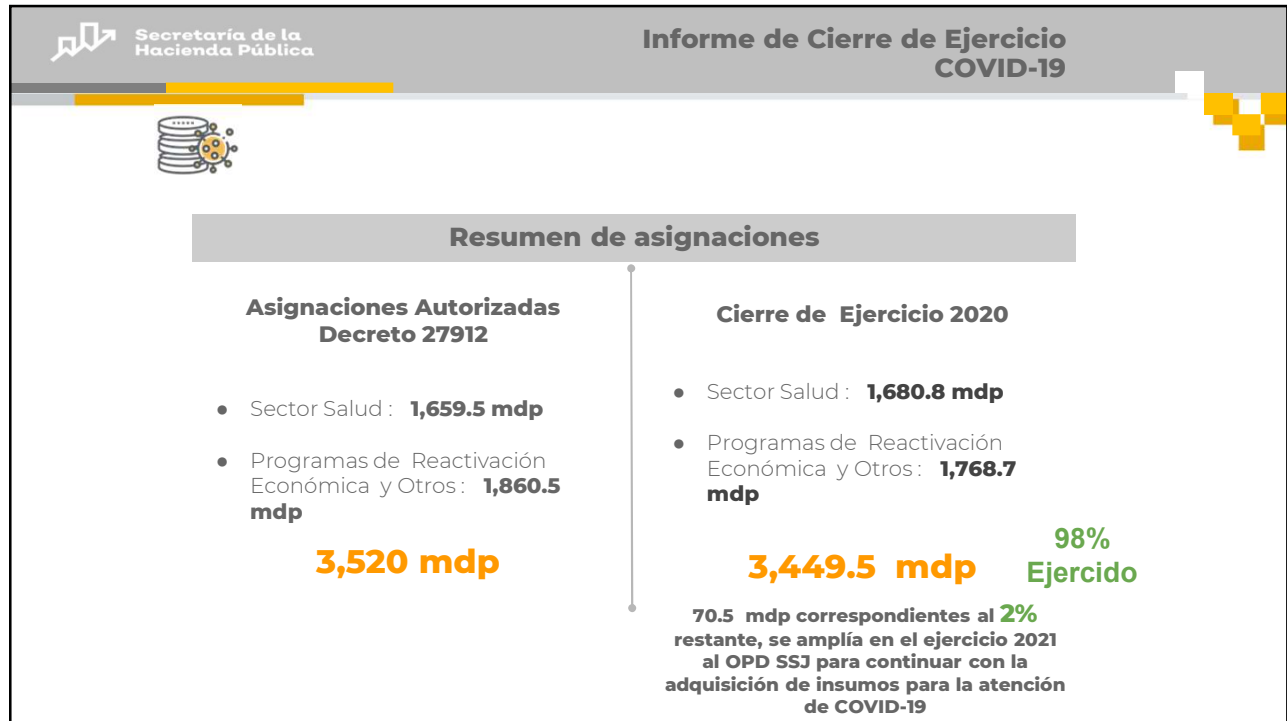 Secretaría de la
Hacienda Pública
Informe de Cierre de Ejercicio
COVID-19
Resumen de asignaciones
Asignaciones Autorizadas
Decreto 27912
● Sector Salud : 1,659.5 mdp
● Programas de Reactivación
Económica y Otros : 1,860.5
mdp
3,520 mdp
Cierre de Ejercicio 2020
● Sector Salud : 1,680.8 mdp
● Programas de Reactivación
Económica y Otros : 1,768.7
mdp
3,449.5 mdp
98%
Ejercido
70.5 mdp correspondientes al 2%
restante, se amplía en el ejercicio 2021
al OPD SSJ para continuar con la
adquisición de insumos para la atención
de COVID-19